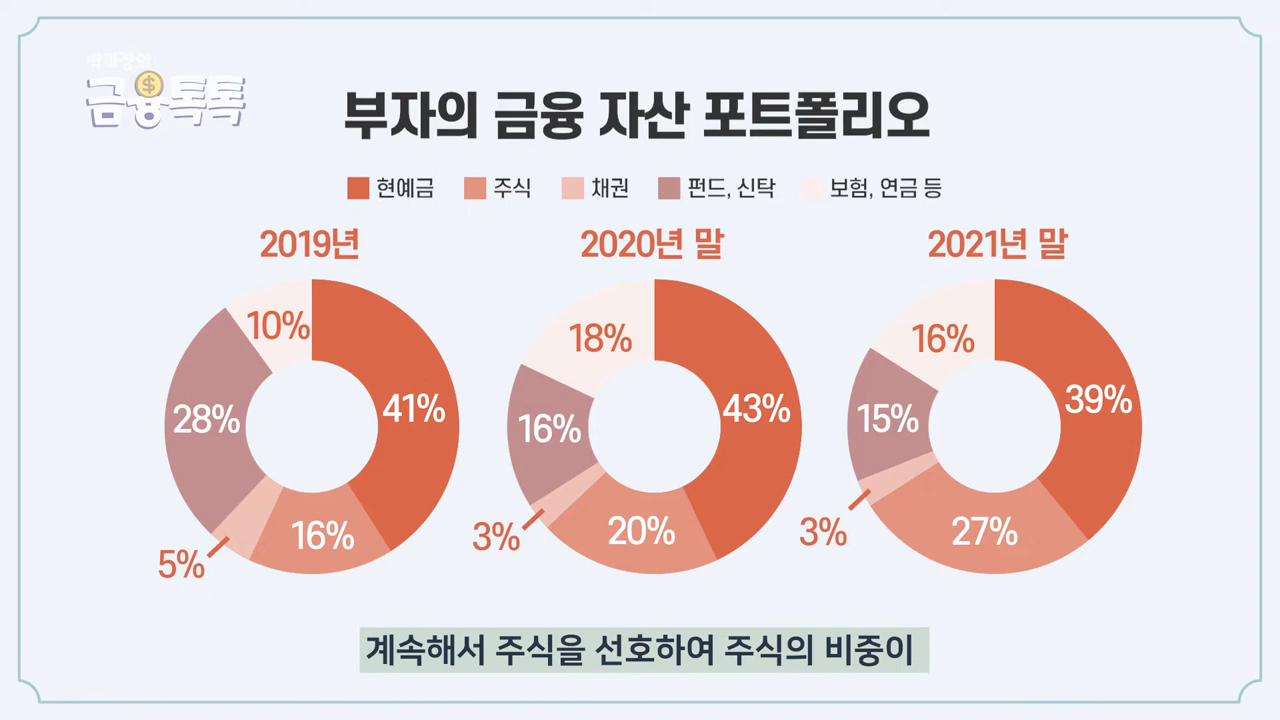 금융톡톡
부자의 금융 자산 포트폴리오
현예금 주식 채권 펀드, 신탁 보험, 연금 등
2019년
10%
41%
28%
16%
5%
2020년 말
18%
43%
16%
20%
3%
2021년 말
16%
39%
15%
27%
3%
계속해서 주식을 선호하여 주식의 비중이